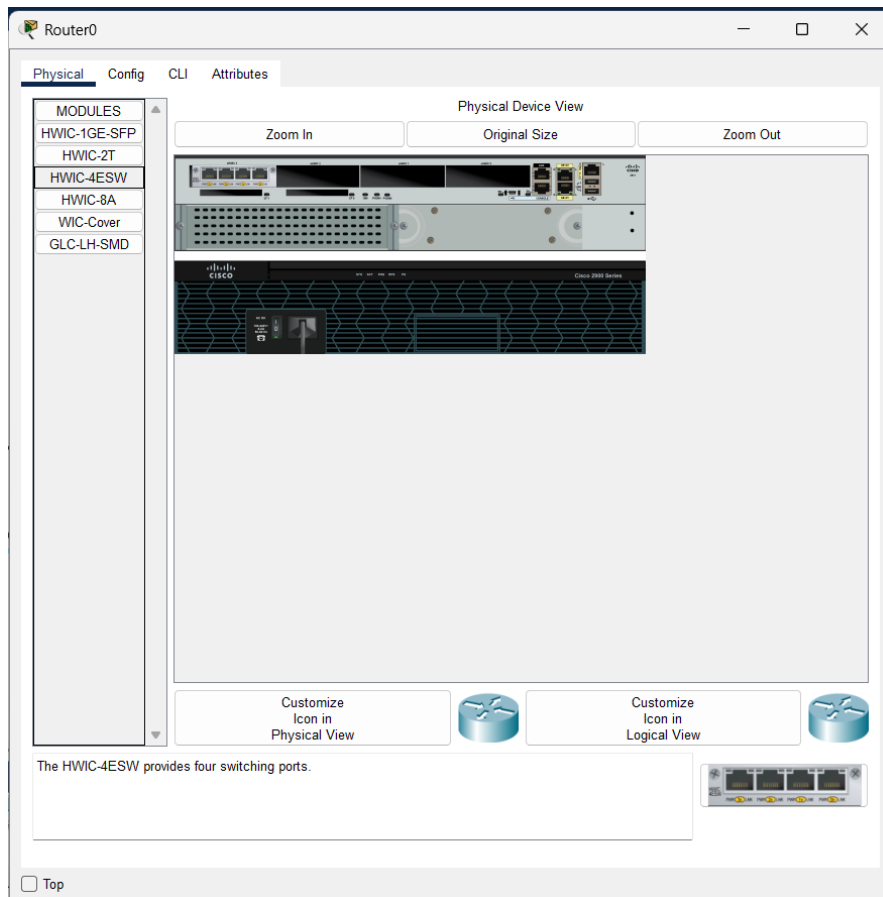 Router0
Physical Config CLI Attributes
MODULES
HWIC-1GE-SFP
HWIC-2T
HWIC-4ESW
HWIC-8A
WIC-Cover
GLC-LH-SMD
Physical Device View
Zoom In Original Size Zoom Out
CISCO
Cisco 2900 Series
Customize
Icon in
Physical View
Customize
Icon in
Logical View
The HWIC-4ESW provides four switching ports.
Top